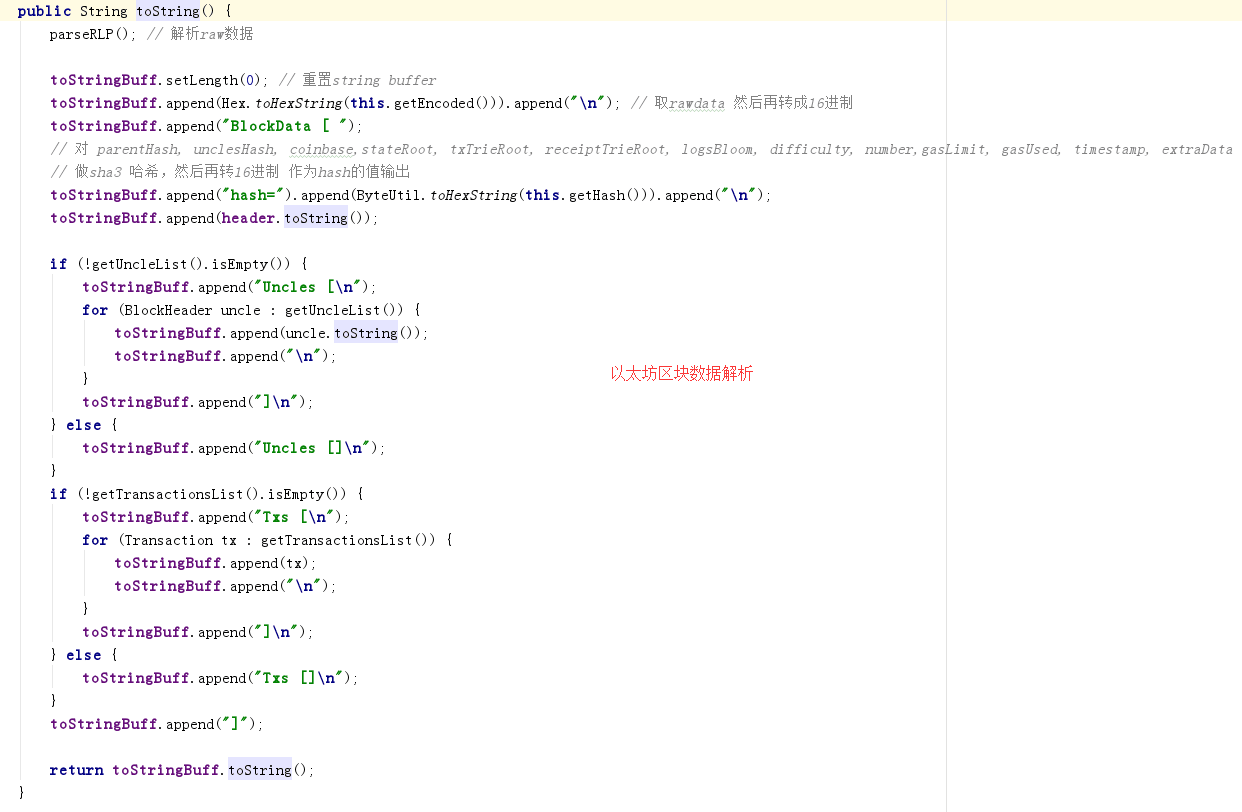 public String toString() {
parseRLP(); // 解析raw数据
toStringBuff.setLength(0); // 重置string buffer
toStringBuff.append(Hex.toHexString(this.getEncoded())).append("\n"); // 取rawdata 然后再转成16进制
toStringBuff.append("BlockData [ ");
// 对 parentHash, unclesHash, coinbase,stateRoot, txTrieRoot, receiptTrieRoot, logsBloom, difficulty, number,gasLimit, gasUsed, timestamp, extraData
// 做sha3 哈希，然后再转16进制 作为hash的值输出
toStringBuff.append("hash=").append(ByteUtil.toHexString(this.getHash())).append("\n");
toStringBuff.append(header.toString());
if (!getUncleList().isEmpty()) {
toStringBuff.append("Uncles [\n");
for (BlockHeader uncle : getUncleList()) {
toStringBuff.append(uncle.toString());
toStringBuff.append("\n");
}
以太坊区块数据解析
toStringBuff.append("]\n");
} else {
toStringBuff.append("Uncles []\n");
}
if (!getTransactionsList().isEmpty()) {
toStringBuff.append("Txs [\n");
for (Transaction tx : getTransactionsList()) {
toStringBuff.append(tx);
toStringBuff.append("\n");
}
toStringBuff.append("]\n");
} else {
toStringBuff.append("Txs []\n");
}
toStringBuff.append("]");
return toStringBuff.toString();
}